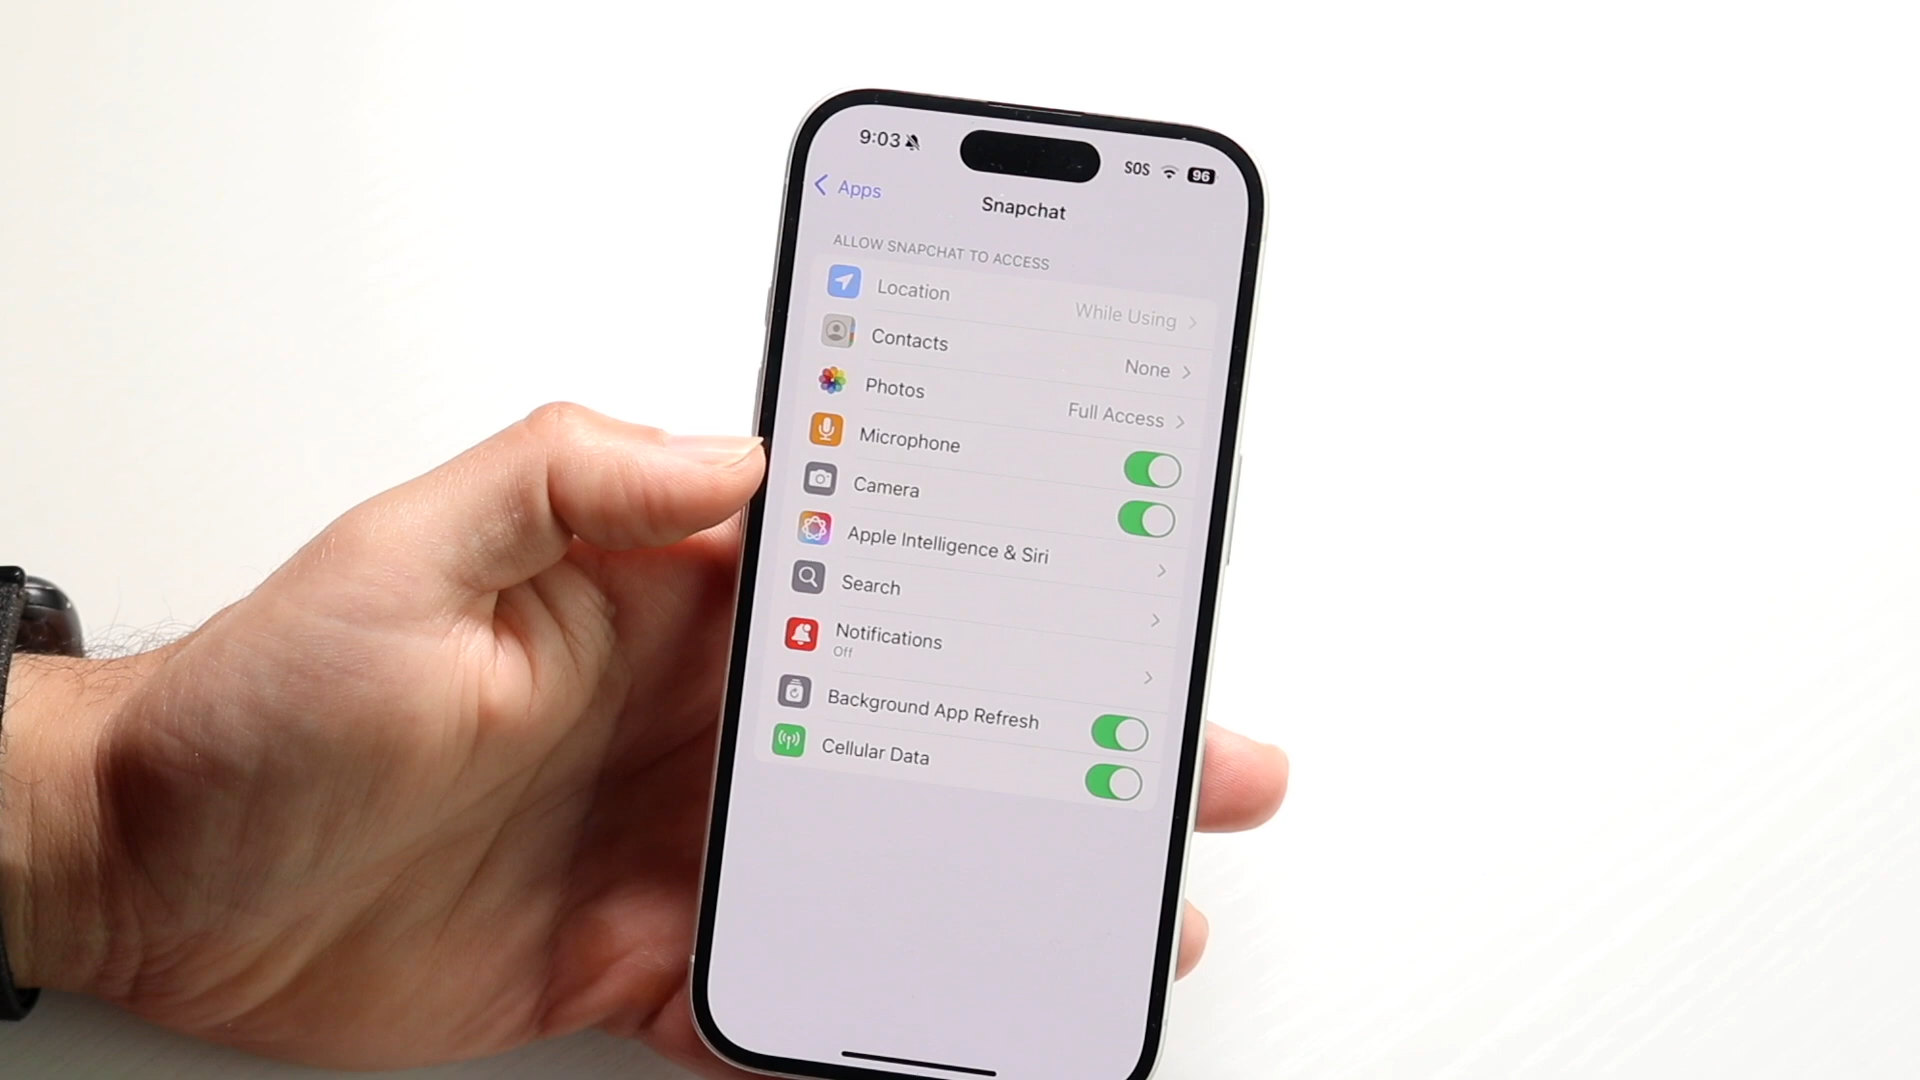 9:03
SOS 96
Apps
Snapchat
ALLOW SNAPCHAT TO ACCESS
Location While Using
Contacts None
Photos Full Access
Microphone
Camera
Apple Intelligence & Siri
Search
Notifications
Off
Background App Refresh
Cellular Data